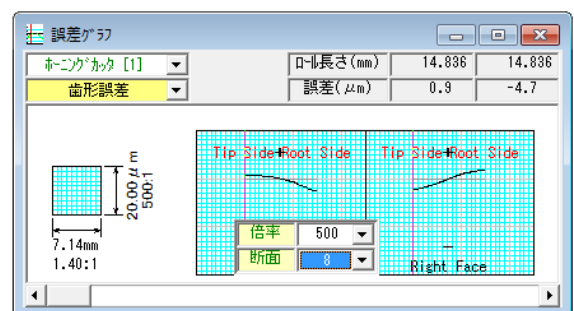 誤差ｸﾞﾗﾌ
ﾎｰﾆﾝｸﾞｶｯﾀ [1] ﾛｰﾙ長さ(mm) 14.836 14.836
歯形誤差 誤差(μm) 0.9 -4.7
Tip Side Root Side Tip Side Root Side
20.00μm
500:1
7.14mm
1.40:1
倍率 500
断面 8
Right Face